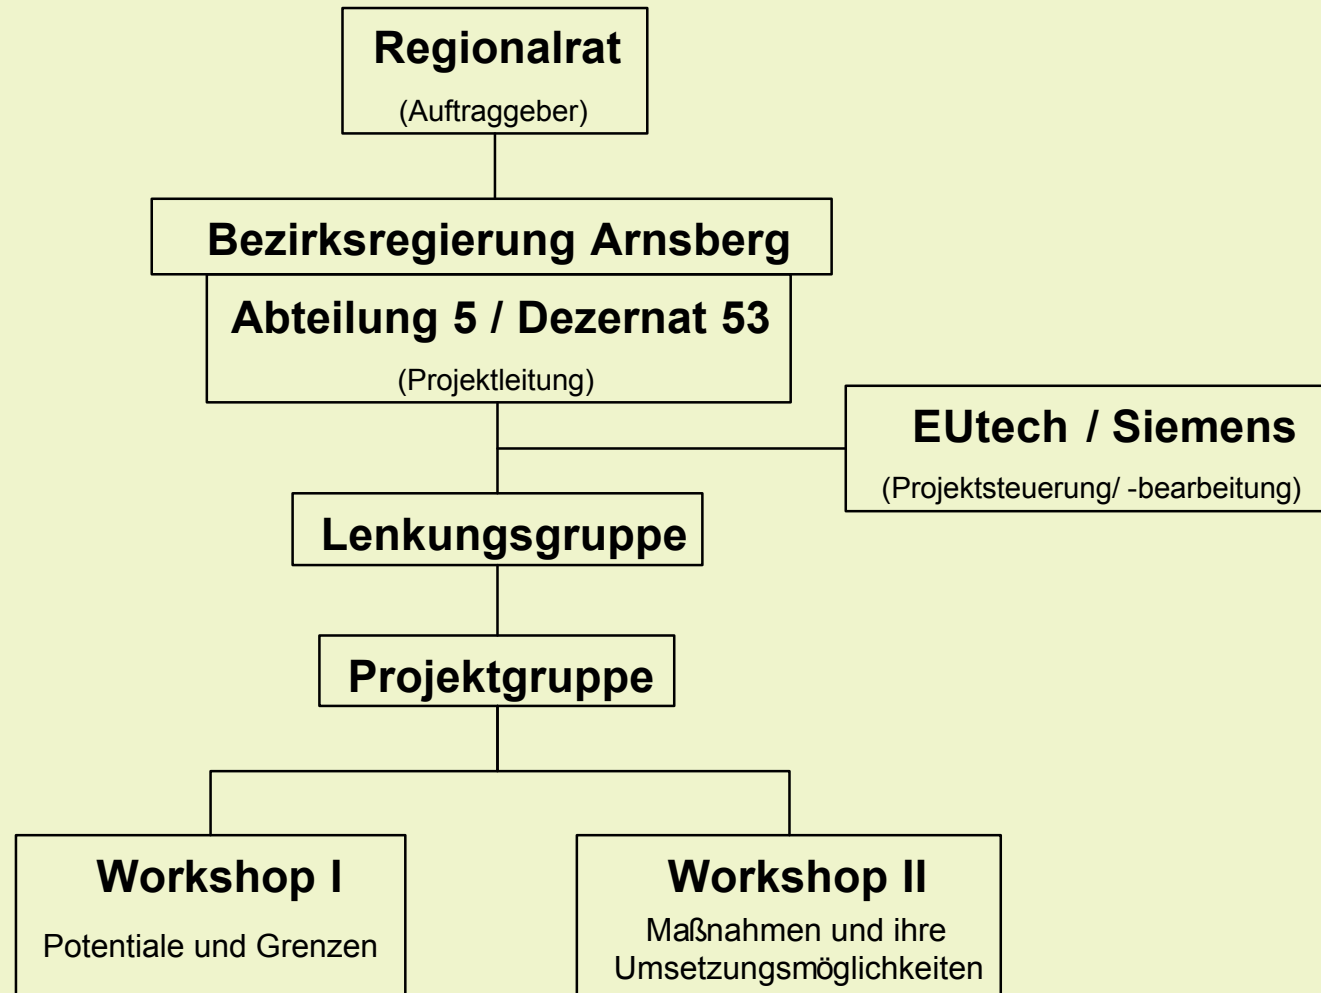 Regionalrat
(Auftraggeber)
Bezirksregierung Arnsberg
Abteilung 5 / Dezernat 53
(Projektleitung)
EUtech / Siemens
(Projektsteuerung/ -bearbeitung)
Lenkungsgruppe
Projektgruppe
Workshop I
Potentiale und Grenzen
Workshop II
Maßnahmen und ihre
Umsetzungsmöglichkeiten